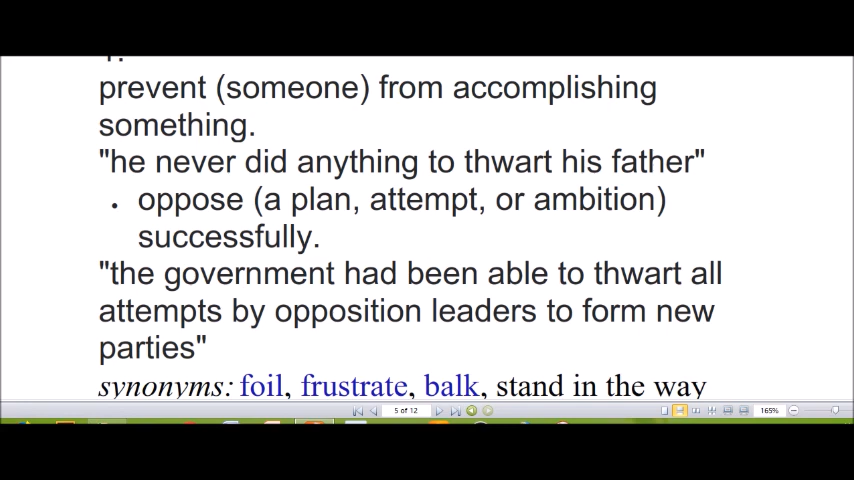 prevent (someone) from accomplishing
something.
"he never did anything to thwart his father"
• oppose (a plan, attempt, or ambition)
successfully.
"the government had been able to thwart all
attempts by opposition leaders to form new
parties"
synonyms: foil, frustrate, balk, stand in the way
5 of 12
165%